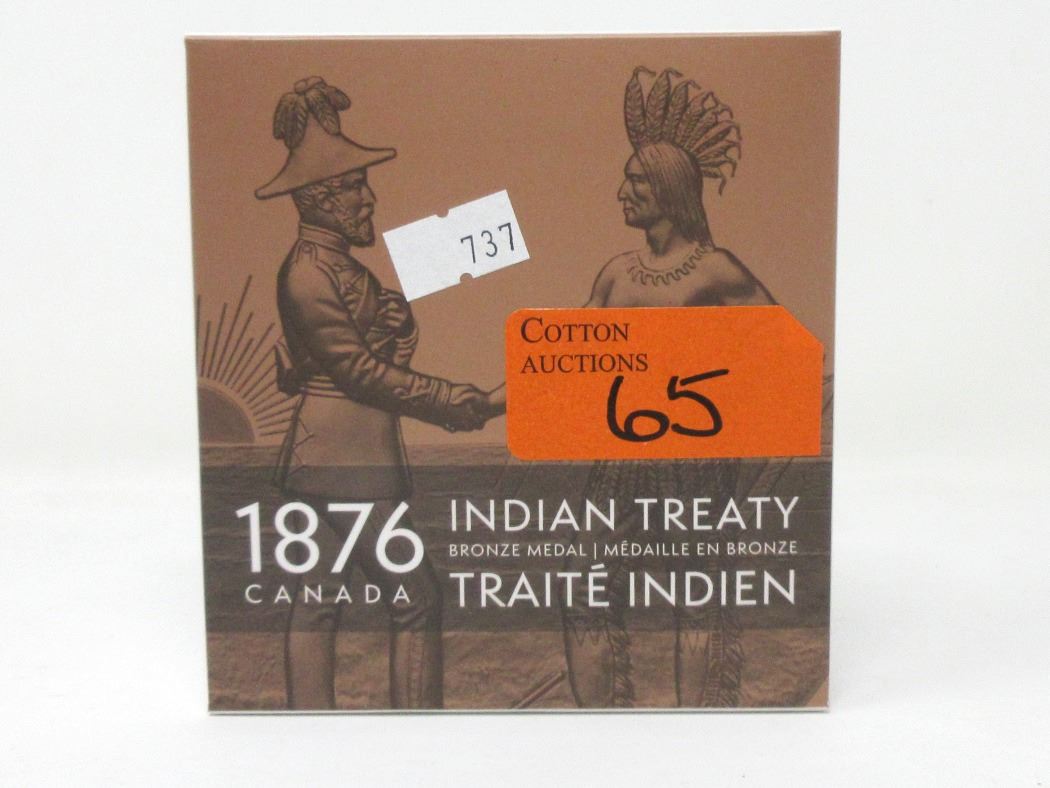 737
COTTON
AUCTIONS
65
1876
CANADA
INDIAN TREATY
BRONZE MEDAL | MÉDAILLE EN BRONZE
TRAITÉ INDIEN